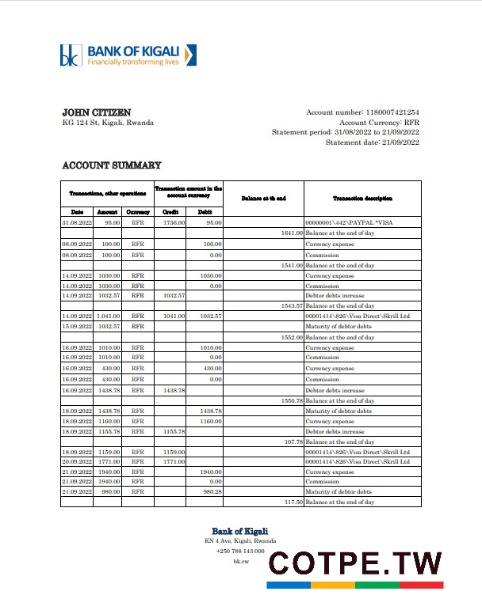 bk
BANK OF KIGALI
Financially transforming lives
JOHN CITIZEN
KG 124 St, Kigali, Rwanda
Account number: 1180007421254
Account Currency: RFR
Statement period: 31/08/2022 to 21/09/2022
Statement date: 21/09/2022
ACCOUNT SUMMARY
Transactions, other operations Transaction amount in the account currency Balance at th end Transaction description
Date Amount Currency Credit Debit
31.08.2022 95.00 RFR 1736.00 95.00 00000001\442\PAYPAL *VISA
1641.00 Balance at the end of day
08.09.2022 100.00 RFR 100.00 Currency expense
08.09.2022 100.00 RFR 0.00 Commission
1541.00 Balance at the end of day
14.09.2022 1030.00 RFR 1030.00 Currency expense
14.09.2022 1030.00 RFR 0.00 Commission
14.09.2022 1032.57 RFR 1032.57 Debtor debts increase
1543.57 Balance at the end of day
14.09.2022 1.041.00 RFR 1041.00 1032.57 00001414\826\Visa Direct\Skrill Ltd
15.09.2022 1032.57 RFR Maturity of debtor debts
1552.00 Balance at the end of day
16.09.2022 1010.00 RFR 1010.00 Currency expense
16.09.2022 1010.00 RFR 0.00 Commission
16.09.2022 430.00 RFR 430.00 Currency expense
16.09.2022 430.00 RFR 0.00 Commission
16.09.2022 1438.78 RFR 1438.78 Debtor debts increase
1550.78 Balance at the end of day
18.09.2022 1438.78 RFR 1438.78 Maturity of debtor debts
18.09.2022 1160.00 RFR 1160.00 Currency expense
18.09.2022 1155.78 RFR 1155.78 Debtor debts increase
107.78 Balance at the end of day
18.09.2022 1159.00 RFR 1159.00 00001414\826\Visa Direct\Skrill Ltd
20.09.2022 1771.00 RFR 1771.00 00001414\826\Visa Direct\Skrill Ltd
21.09.2022 1940.00 RFR 1940.00 Currency expense
21.09.2022 1940.00 RFR 0.00 Commission
21.09.2022 980.00 RFR 980.28 Maturity of debtor debts
117.50 Balance at the end of day
Bank of Kigali
KN 4 Ave, Kigali, Rwanda
+250 788 143 000
bk.rw
COTPE.TW